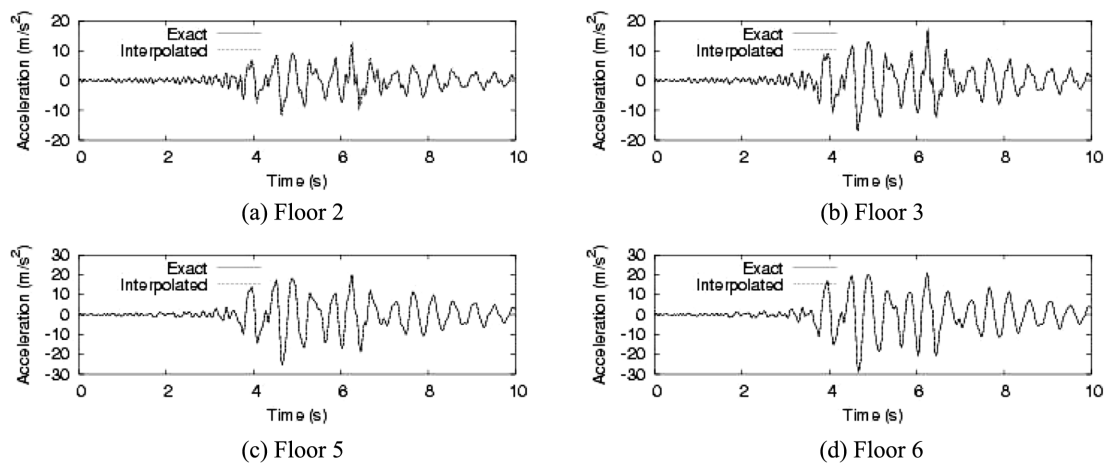 20
10
0
-10
-20
Acceleration (m/s²)
Exact
Interpolated
0 2 4 6 8 10
Time (s)
(a) Floor 2
20
10
0
-10
-20
Acceleration (m/s²)
Exact
Interpolated
0 2 4 6 8 10
Time (s)
(b) Floor 3
30
20
10
0
-10
-20
-30
Acceleration (m/s²)
Exact
Interpolated
0 2 4 6 8 10
Time (s)
(c) Floor 5
30
20
10
0
-10
-20
-30
Acceleration (m/s²)
Exact
Interpolated
0 2 4 6 8 10
Time (s)
(d) Floor 6